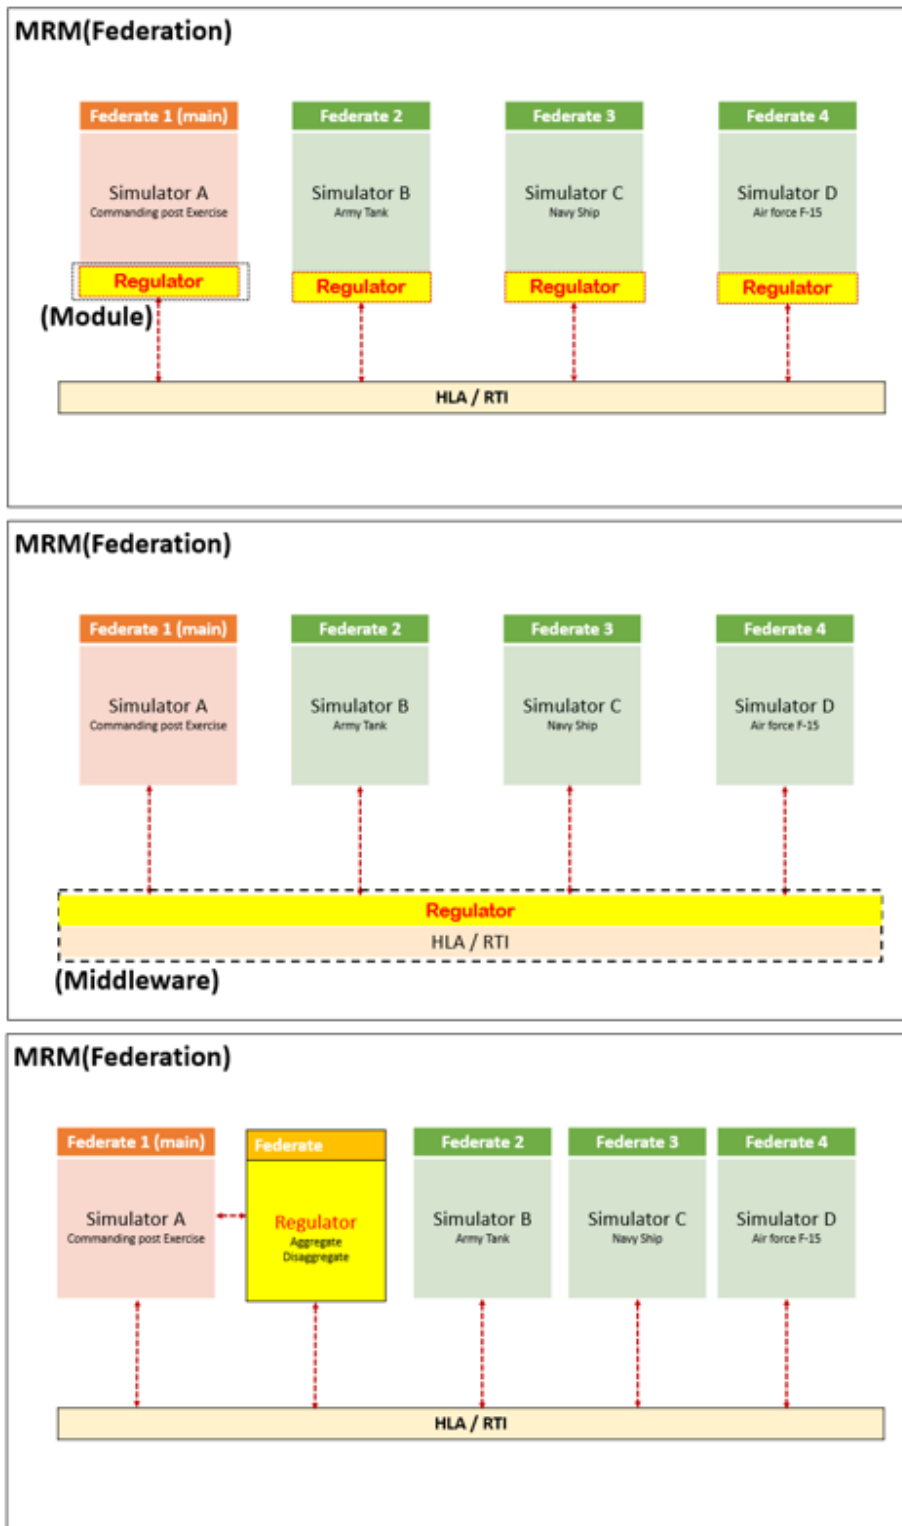 MRM(Federation)
Federate 1 (main)
Federate 2
Federate 3
Federate 4
Simulator A
Commanding post Exercise
Simulator B
Army Tank
Simulator C
Navy Ship
Simulator D
Air force F-15
Regulator
Regulator
Regulator
Regulator
(Module)
HLA / RTI
MRM(Federation)
Federate 1 (main)
Federate 2
Federate 3
Federate 4
Simulator A
Commanding post Exercise
Simulator B
Army Tank
Simulator C
Navy Ship
Simulator D
Air force F-15
Regulator
HLA / RTI
(Middleware)
MRM(Federation)
Federate 1 (main)
Federate
Federate 2
Federate 3
Federate 4
Simulator A
Commanding post Exercise
Regulator
Aggregate
Disaggregate
Simulator B
Army Tank
Simulator C
Navy Ship
Simulator D
Air force F-15
HLA / RTI